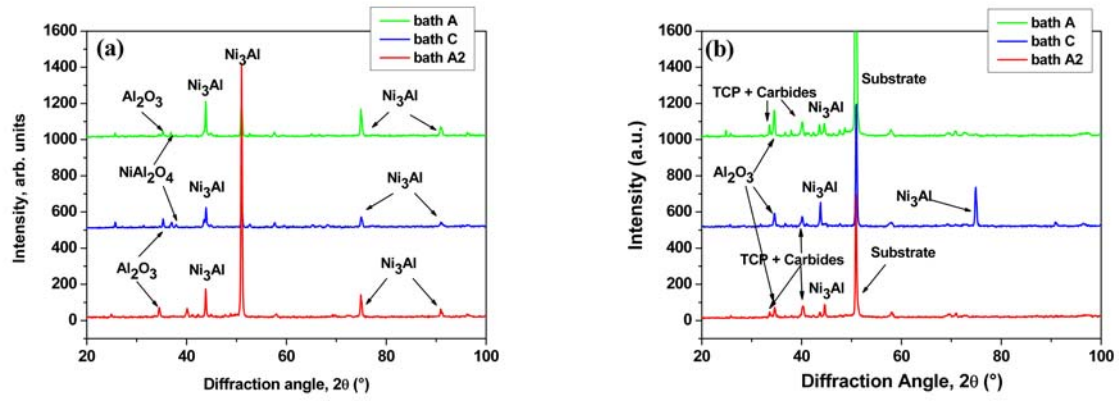 (a)
bath A
bath C
bath A2
Ni3Al
Ni3Al
Al2O3
Ni3Al
NiAl2O4
Ni3Al
Ni3Al
Al2O3
Ni3Al
Ni3Al
1600
1400
1200
1000
800
600
400
200
0
Intensity, arb. units
20 40 60 80 100
Diffraction angle, 2θ (°)
(b)
bath A
bath C
bath A2
Substrate
TCP + Carbides
Ni3Al
Al2O3
Ni3Al
Ni3Al
TCP + Carbides
Substrate
Ni3Al
1600
1400
1200
1000
800
600
400
200
0
Intensity (a.u.)
20 40 60 80 100
Diffraction Angle, 2θ (°)